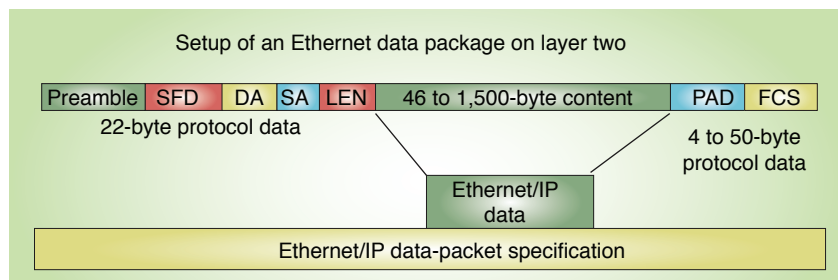 Setup of an Ethernet data package on layer two
Preamble SFD DA SA LEN 46 to 1,500-byte content PAD FCS
22-byte protocol data
4 to 50-byte
protocol data
Ethernet/IP
data
Ethernet/IP data-packet specification